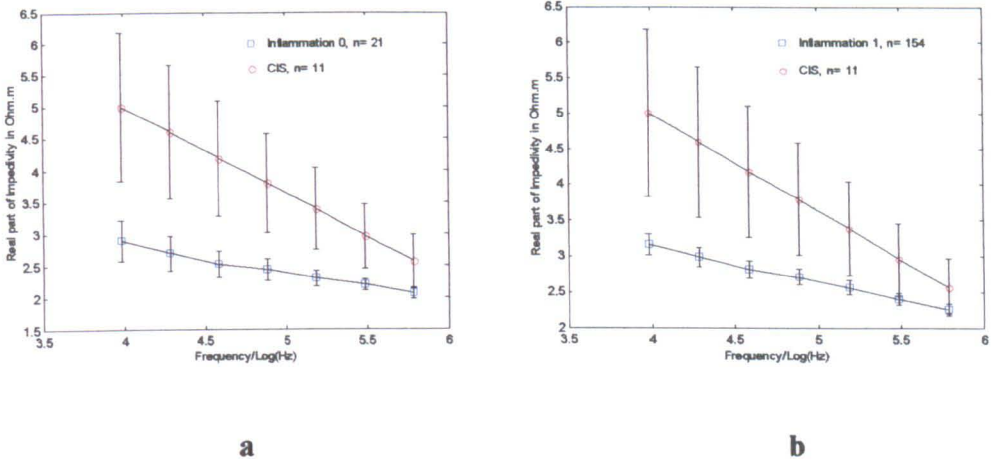 6.5
6
5.5
5
4.5
4
3.5
3
2.5
2
1.5
Real part of Impedivity in Ohm.m
Inflammation 0, n= 21
CIS, n= 11
3.5 4 4.5 5 5.5 6
Frequency/Log(Hz)
a
6.5
6
5.5
5
4.5
4
3.5
3
2.5
2
Real part of Impedivity in Ohm.m
Inflammation 1, n= 154
CIS, n= 11
3.5 4 4.5 5 5.5 6
Frequency/Log(Hz)
b